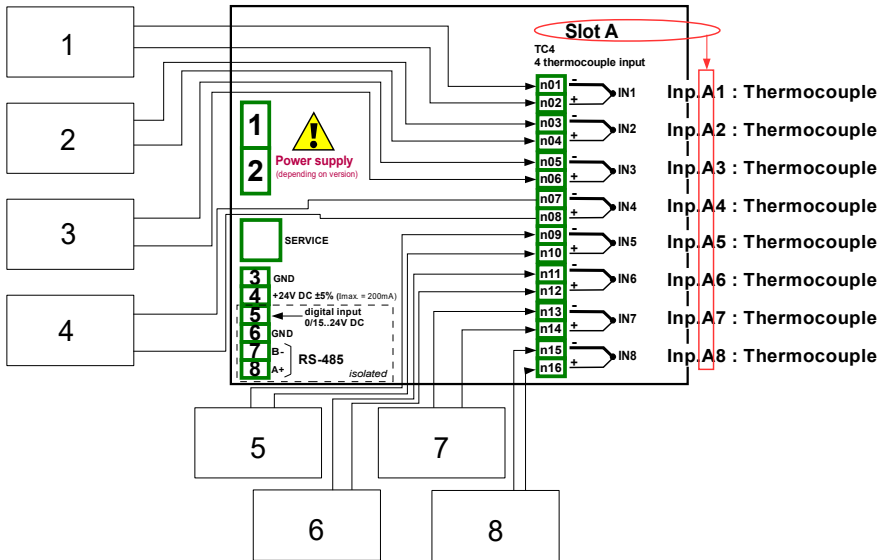 Slot A
TC4
4 thermocouple input
1
2
3
4
1
2
Power supply
(depending on version)
SERVICE
3 GND
4 +24V DC ±5% (Imax. = 200mA)
5 digital input
0/15..24V DC
6 GND
7 B-
RS-485
8 A+
isolated
n01 -
n02 + IN1 Inp.A1 : Thermocouple
n03 -
n04 + IN2 Inp.A2 : Thermocouple
n05 -
n06 + IN3 Inp.A3 : Thermocouple
n07 -
n08 + IN4 Inp.A4 : Thermocouple
n09 -
n10 + IN5 Inp.A5 : Thermocouple
n11 -
n12 + IN6 Inp.A6 : Thermocouple
n13 -
n14 + IN7 Inp.A7 : Thermocouple
n15 -
n16 + IN8 Inp.A8 : Thermocouple
5
7
6
8